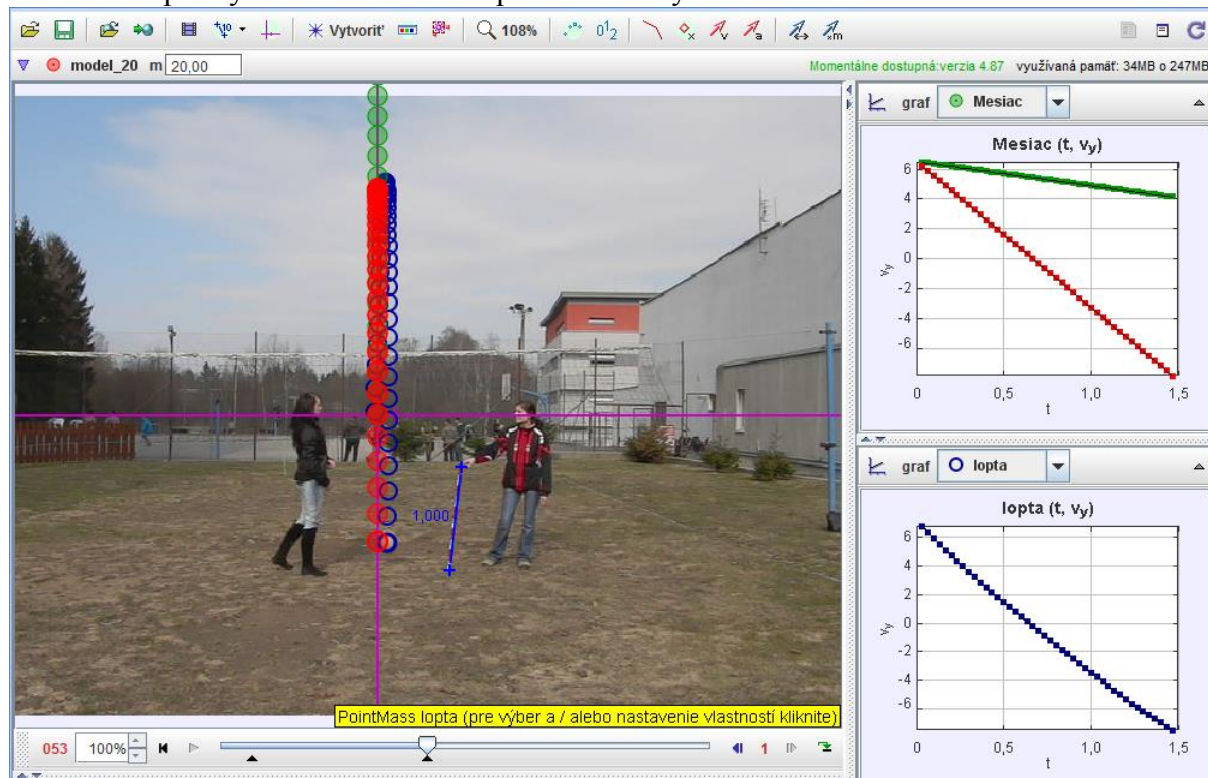 Vytvoriť 108%
model_20 m 20,00
Momentálne dostupná:verzia 4.87 využívaná pamäť: 34MB o 247MB
graf Mesiac
Mesiac (t, vy)
6
4
2
0
-2
-4
-6
vy
0 0,5 1,0 1,5
t
1,000
graf lopta
lopta (t, vy)
6
4
2
0
-2
-4
-6
vy
0 0,5 1,0 1,5
t
PointMass lopta (pre výber a / alebo nastavenie vlastností kliknite)
053 100% 1